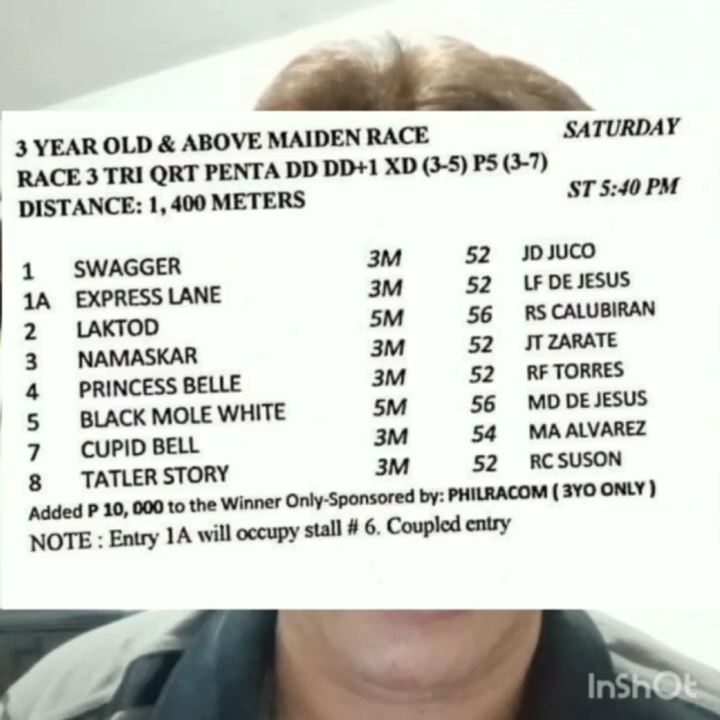 3 YEAR OLD & ABOVE MAIDEN RACE SATURDAY
RACE 3 TRI QRT PENTA DD DD+1 XD (3-5) P5 (3-7)
DISTANCE: 1, 400 METERS ST 5:40 PM
1 SWAGGER 3M 52 JD JUCO
1A EXPRESS LANE 3M 52 LF DE JESUS
2 LAKTOD 5M 56 RS CALUBIRAN
3 NAMASKAR 3M 52 JT ZARATE
4 PRINCESS BELLE 3M 52 RF TORRES
5 BLACK MOLE WHITE 5M 56 MD DE JESUS
7 CUPID BELL 3M 54 MA ALVAREZ
8 TATLER STORY 3M 52 RC SUSON
Added P 10, 000 to the Winner Only-Sponsored by: PHILRACOM ( 3YO ONLY )
NOTE : Entry 1A will occupy stall # 6. Coupled entry
InShOt